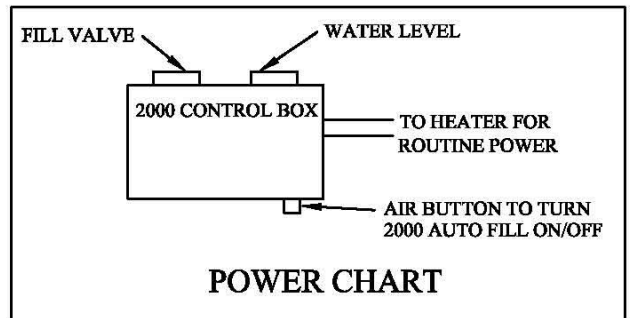 FILL VALVE
WATER LEVEL
2000 CONTROL BOX
TO HEATER FOR
ROUTINE POWER
AIR BUTTON TO TURN
2000 AUTO FILL ON/OFF
POWER CHART